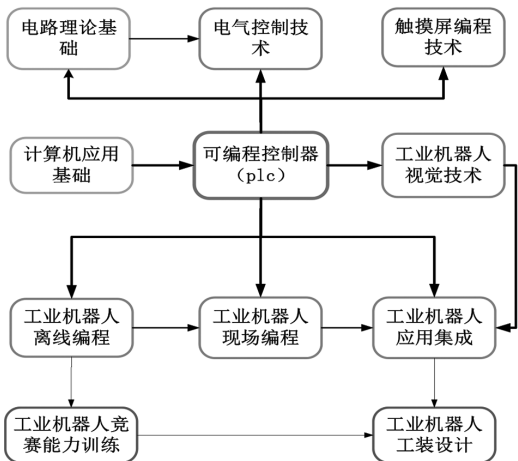 电路理论基
础
电气控制技
术
触摸屏编程
技术
计算机应用
基础
可编程控制器
（plc）
工业机器人
视觉技术
工业机器人
离线编程
工业机器人
现场编程
工业机器人
应用集成
工业机器人竞
赛能力训练
工业机器人
工装设计